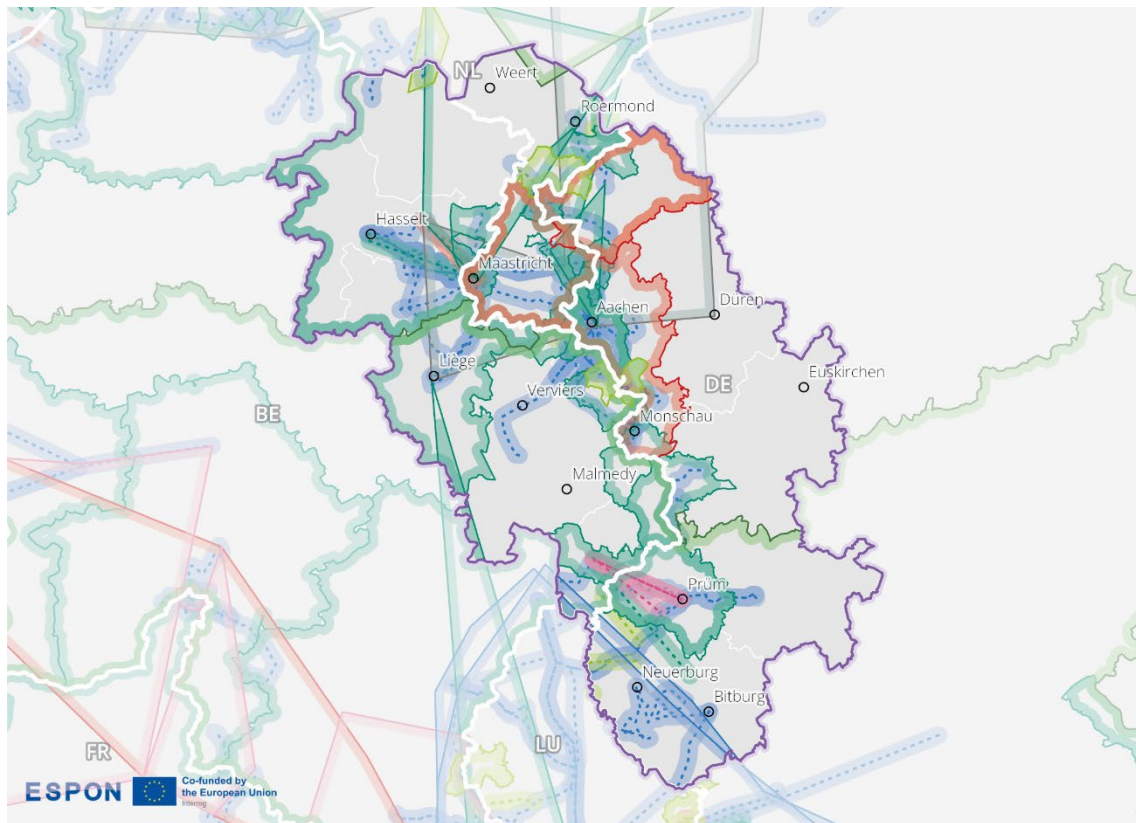 NL
Weert
Roermond
Hasselt
Maastricht
Aachen
Düren
Liège
DE
Euskirchen
Verviers
BE
Monschau
Malmedy
Prüm
Neuerburg
Bitburg
LU
FR
ESPON
Co-funded by
the European Union
Interreg